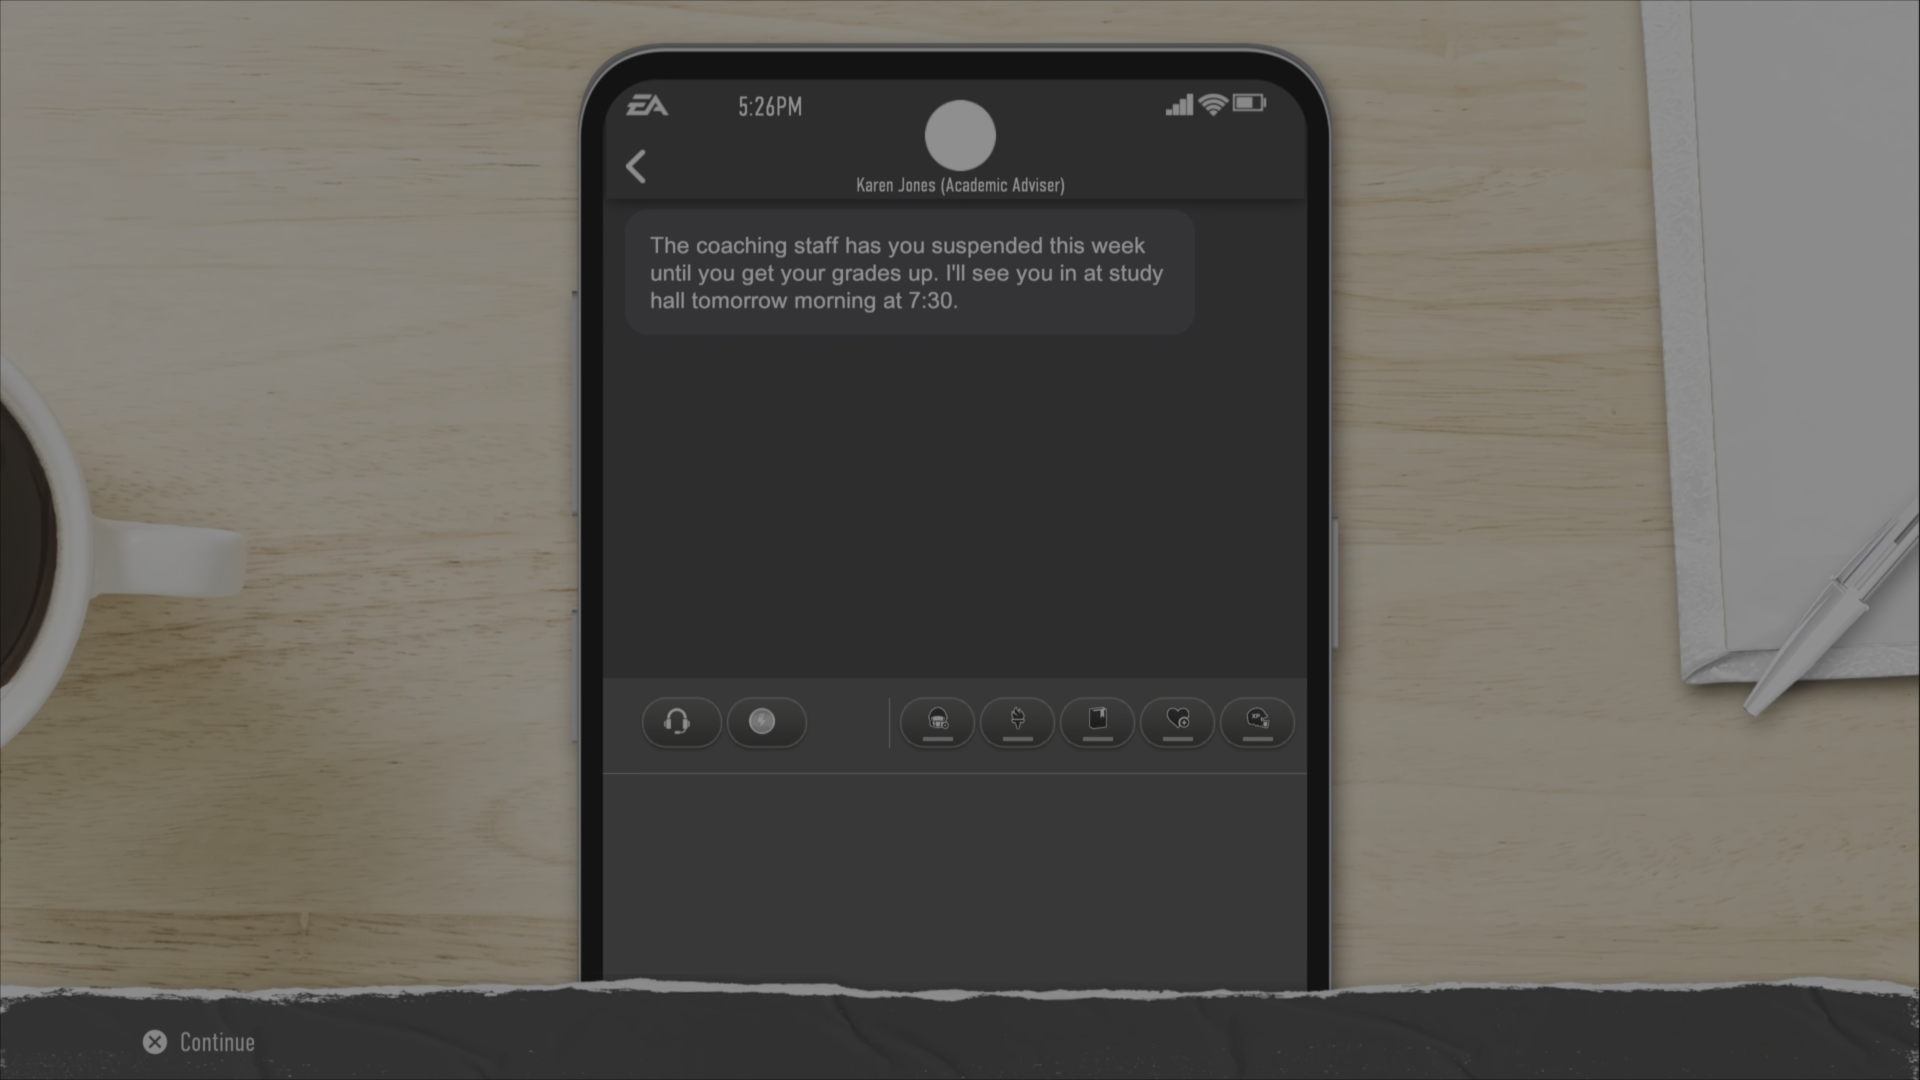 EA
5:26PM
Karen Jones (Academic Adviser)
The coaching staff has you suspended this week
until you get your grades up. I'll see you in at study
hall tomorrow morning at 7:30.
XP
Continue